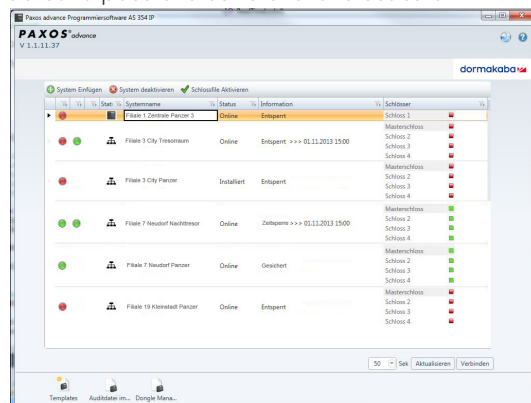 Paxos advance Programmiersoftware AS 354 IP
PAXOS® advance
V 1.1.11.37
dormakaba
System Einfügen System deaktivieren Schlossfile Aktivieren
Stat Systemname Status Information Schlösser
Filiale 1 Zentrale Panzer 3 Online Entsperrt Schloss 1
Filiale 3 City Tresorraum Online Entsperrt >>> 01.11.2013 15:00
Masterschloss
Schloss 2
Schloss 3
Schloss 4
Filiale 3 City Panzer Installiert Entsperrt
Masterschloss
Schloss 2
Schloss 3
Schloss 4
Filiale 7 Neudorf Nachttresor Online Zeitsperre >>> 01.11.2013 15:00
Masterschloss
Schloss 2
Schloss 3
Schloss 4
Filiale 7 Neudorf Panzer Online Gesichert
Masterschloss
Schloss 2
Schloss 3
Schloss 4
Filiale 19 Kleinstadt Panzer Online Entsperrt
Masterschloss
Schloss 2
Schloss 3
Schloss 4
50 Sek Aktualisieren Verbinden
Templates Auditdatei im... Dongle Mana...